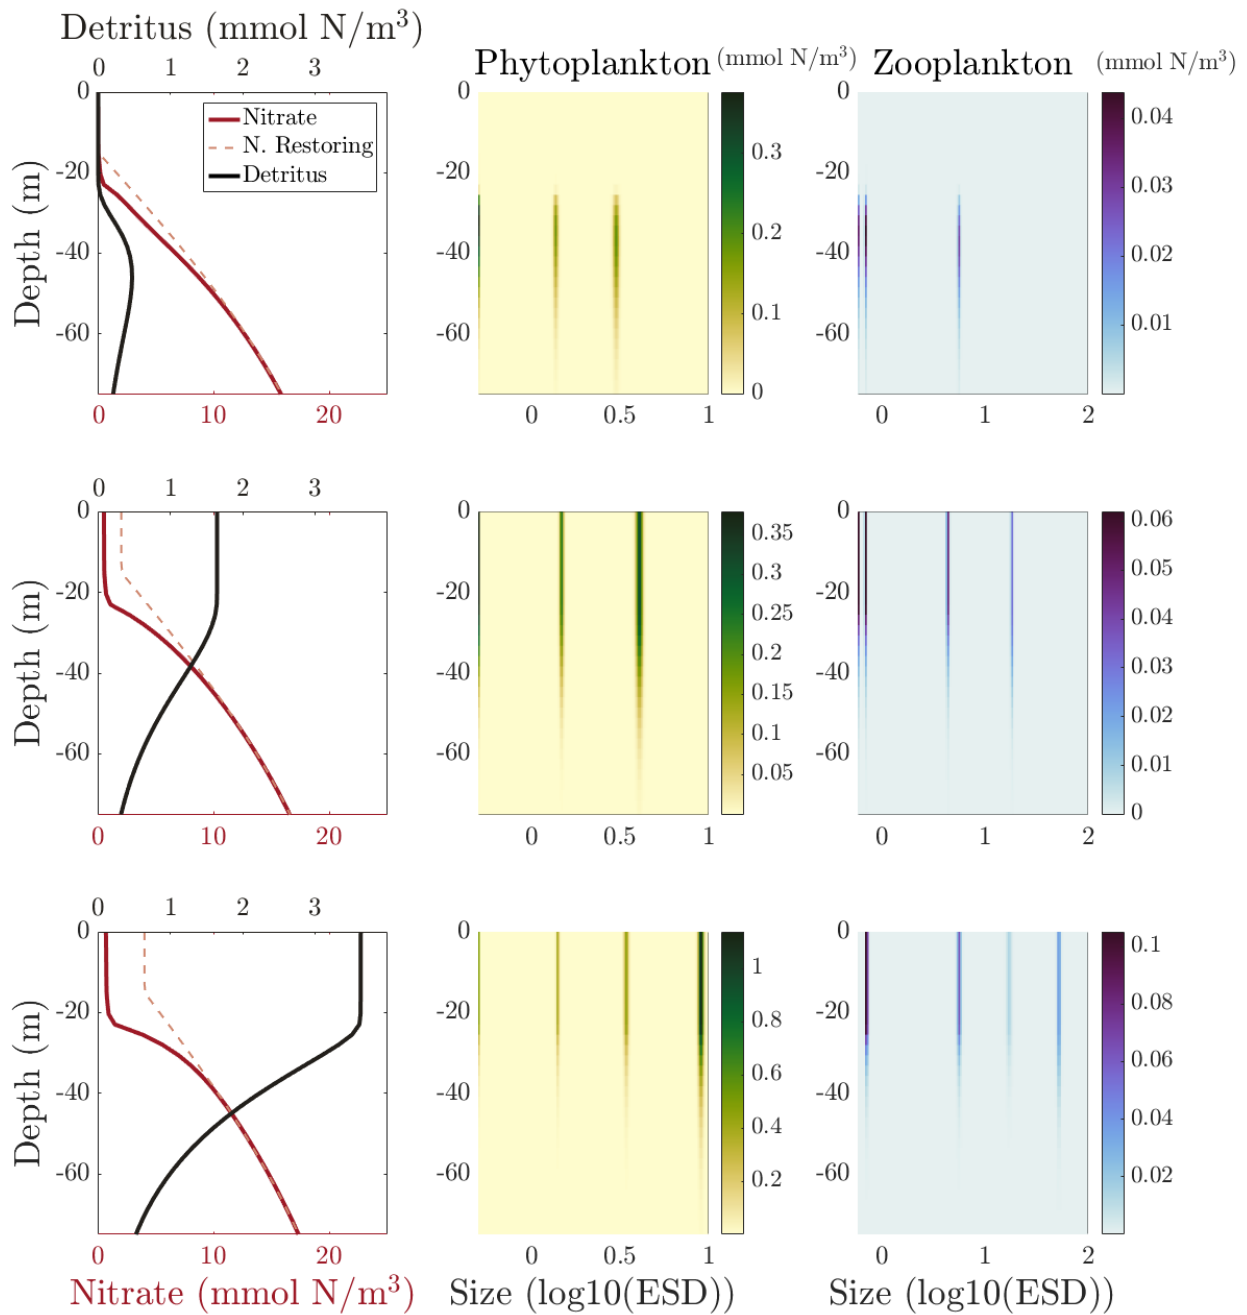 Detritus (mmol N/m³)
0 1 2 3
Phytoplankton (mmol N/m³) Zooplankton (mmol N/m³)
0
-20
-40
-60
Depth (m)
Nitrate
N. Restoring
Detritus
0 10 20
0
-20
-40
-60
0 0.5 1
0.3
0.2
0.1
0
0
-20
-40
-60
0 1 2
0.04
0.03
0.02
0.01
0 1 2 3
0
-20
-40
-60
Depth (m)
0 10 20
0
-20
-40
-60
0 0.5 1
0.35
0.3
0.25
0.2
0.15
0.1
0.05
0
-20
-40
-60
0 1 2
0.06
0.05
0.04
0.03
0.02
0.01
0
0 1 2 3
0
-20
-40
-60
Depth (m)
0 10 20
Nitrate (mmol N/m³)
0
-20
-40
-60
0 0.5 1
Size (log10(ESD))
1
0.8
0.6
0.4
0.2
0
-20
-40
-60
0 1 2
Size (log10(ESD))
0.1
0.08
0.06
0.04
0.02